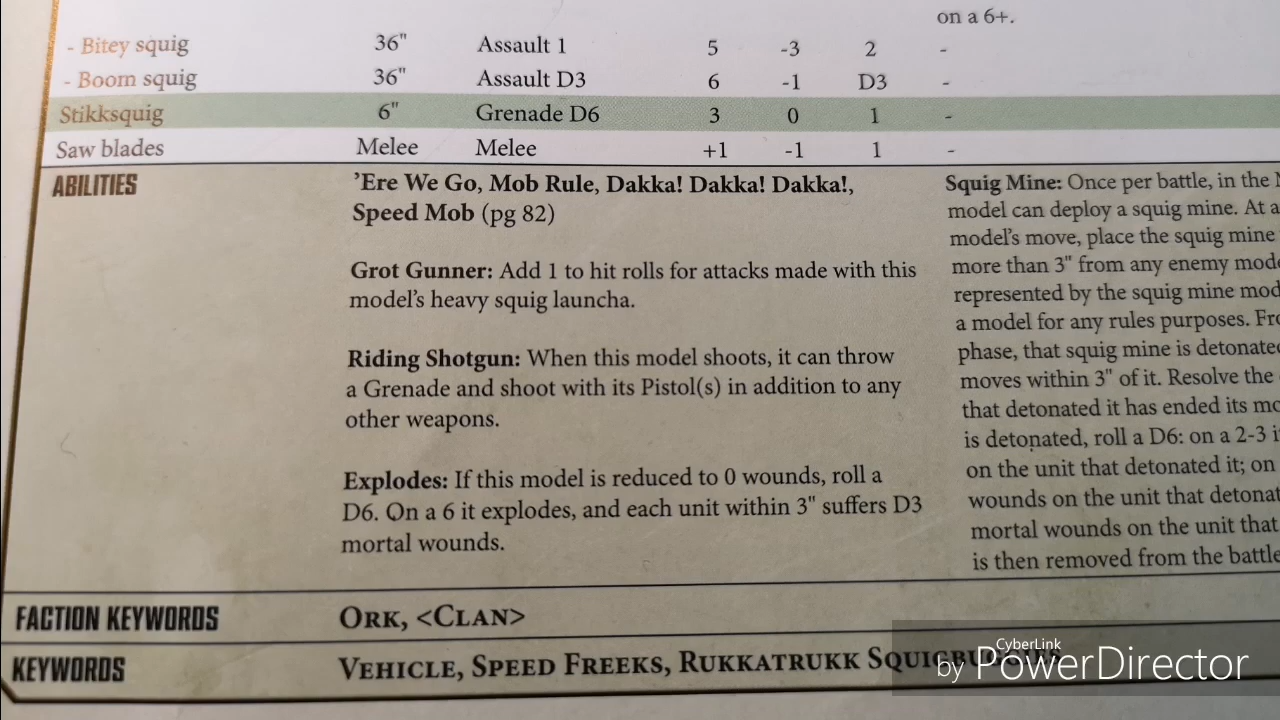 on a 6+.
- Bitey squig 36" Assault 1 5 -3 2 -
- Boom squig 36" Assault D3 6 -1 D3 -
Stikksquig 6" Grenade D6 3 0 1 -
Saw blades Melee Melee +1 -1 1 -
ABILITIES
’Ere We Go, Mob Rule, Dakka! Dakka! Dakka!,
Speed Mob (pg 82)
Grot Gunner: Add 1 to hit rolls for attacks made with this
model’s heavy squig launcha.
Riding Shotgun: When this model shoots, it can throw
a Grenade and shoot with its Pistol(s) in addition to any
other weapons.
Explodes: If this model is reduced to 0 wounds, roll a
D6. On a 6 it explodes, and each unit within 3" suffers D3
mortal wounds.
Squig Mine: Once per battle, in the
model can deploy a squig mine. At a
model’s move, place the squig mine
more than 3" from any enemy
represented by the squig mine
a model for any rules purposes.
phase, that squig mine is
moves within 3" of it. Resolve the
that detonated it has ended its
is detonated, roll a D6: on a 2-3
on the unit that detonated it; on
wounds on the unit that
mortal wounds on the unit that
is then removed from the
FACTION KEYWORDS ORK, <CLAN>
KEYWORDS VEHICLE, SPEED FREEKS, RUKKATRUKK
CyberLink
by PowerDirector